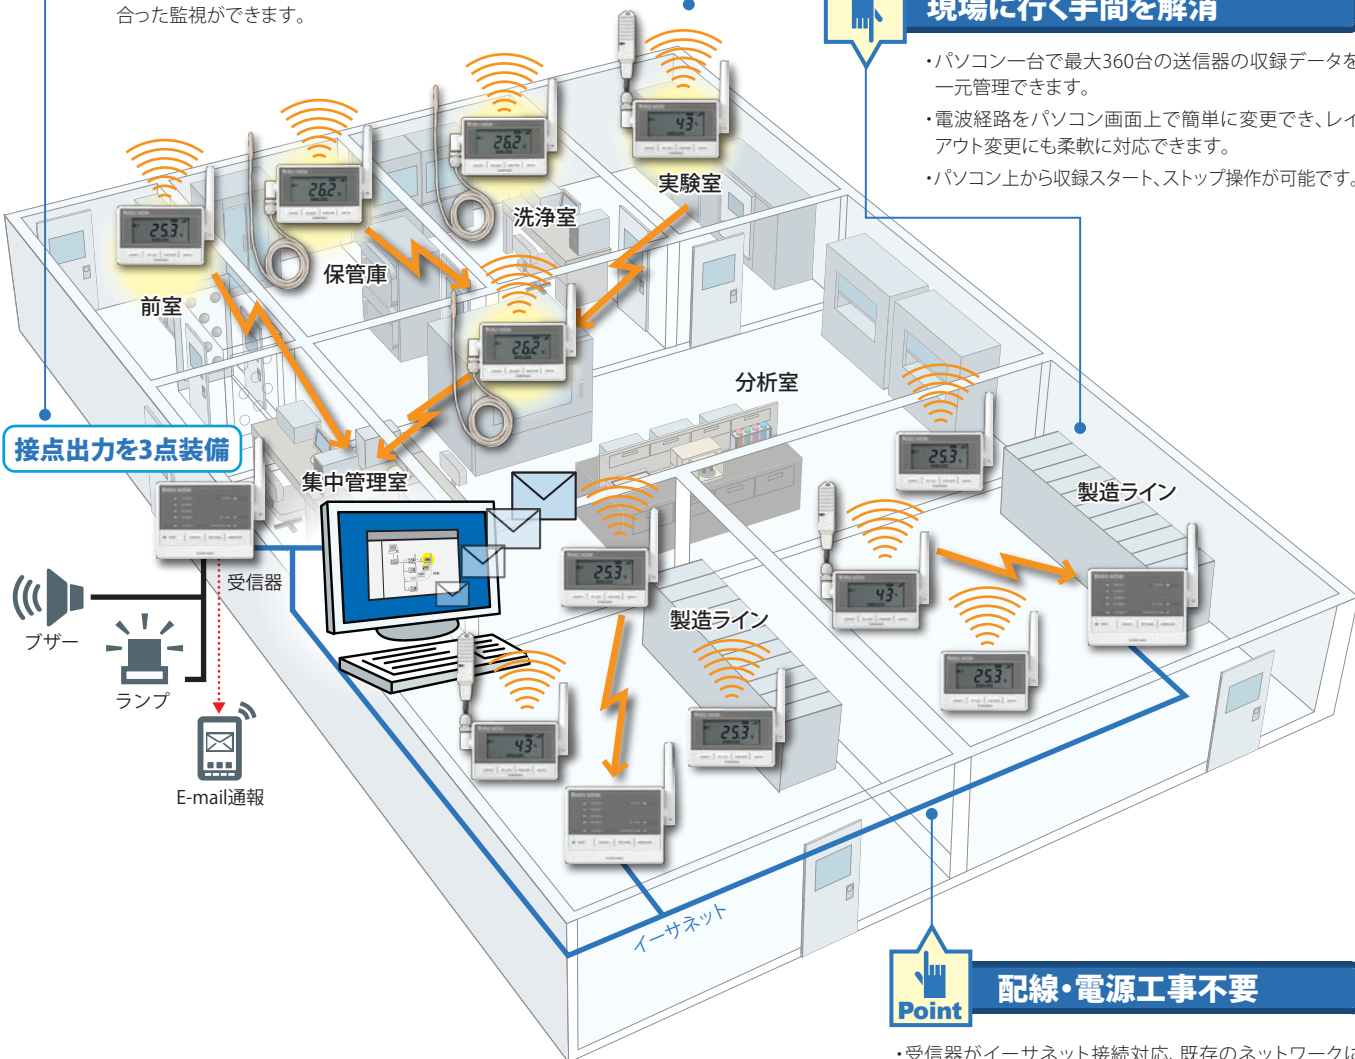 合った監視ができます。
現場に行く手間を解消
・パソコン一台で最大360台の送信器の収録データを
一元管理できます。
・電波経路をパソコン画面上で簡単に変更でき、レイ
アウト変更にも柔軟に対応できます。
・パソコン上から収録スタート、ストップ操作が可能です。
実験室
43
26.2
洗浄室
26.2
保管庫
25.3
前室
26.2
分析室
接点出力を3点装備
集中管理室
受信器
ブザー
ランプ
E-mail通報
25.3
製造ライン
43
25.3
25.3
製造ライン
43
25.3
イーサネット
Point
配線・電源工事不要
・受信器がイーサネット接続対応、既存のネットワークに